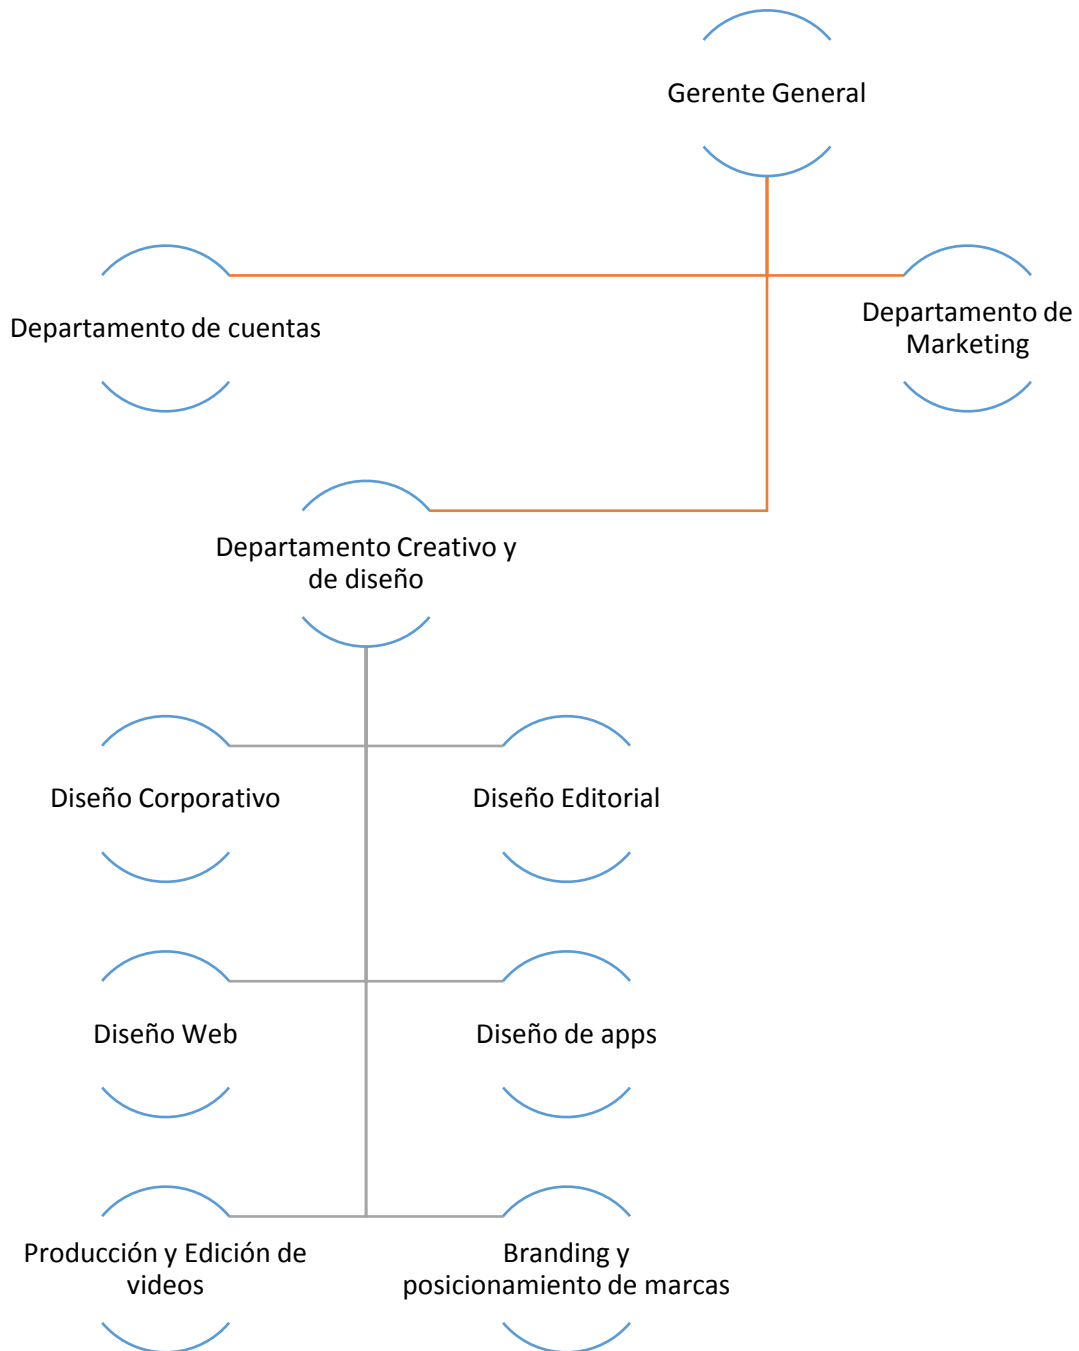 Gerente General
Departamento de cuentas
Departamento de
Marketing
Departamento Creativo y
de diseño
Diseño Corporativo
Diseño Editorial
Diseño Web
Diseño de apps
Producción y Edición de
videos
Branding y
posicionamiento de marcas